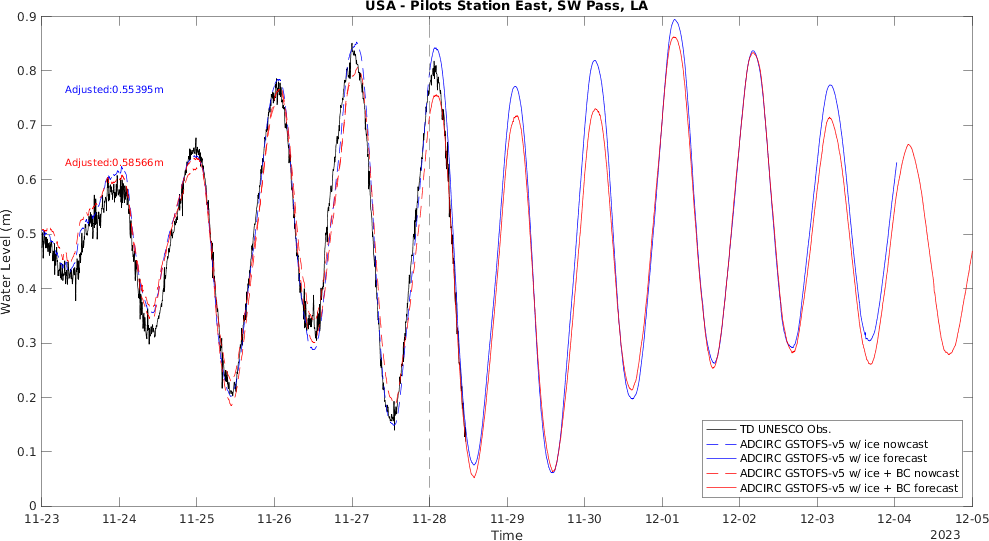 USA - Pilots Station East, SW Pass, LA
0.9
0.8
0.7
0.6
0.5
0.4
0.3
0.2
0.1
0
Water Level (m)
Adjusted:0.55395m
Adjusted:0.58566m
TD UNESCO Obs.
ADCIRC GSTOFS-v5 w/ ice nowcast
ADCIRC GSTOFS-v5 w/ ice forecast
ADCIRC GSTOFS-v5 w/ ice + BC nowcast
ADCIRC GSTOFS-v5 w/ ice + BC forecast
11-23 11-24 11-25 11-26 11-27 11-28 11-29 11-30 12-01 12-02 12-03 12-04 12-05
Time
2023